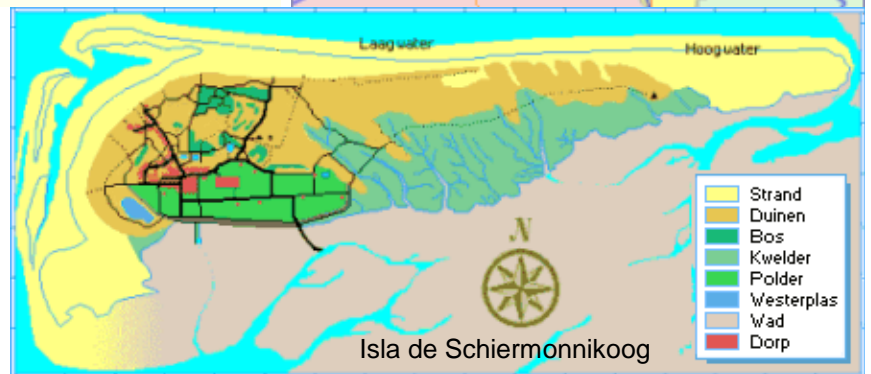 Laagwater
Hoogwater
Strand
Duinen
Bos
Kwelder
Polder
Westerplas
Wad
Dorp
N
Isla de Schiermonnikoog